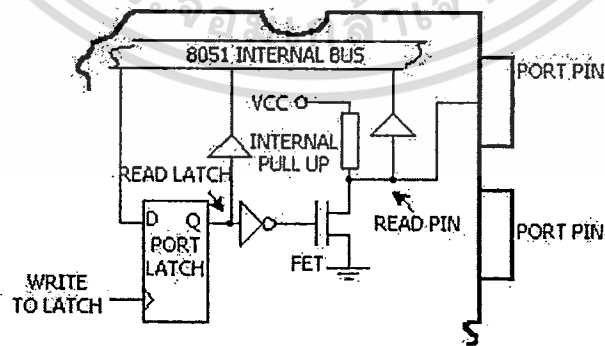 8051 INTERNAL BUS
PORT PIN
VCC
INTERNAL
PULL UP
READ LATCH
READ PIN
D Q
PORT
LATCH
FET
PORT PIN
WRITE
TO LATCH